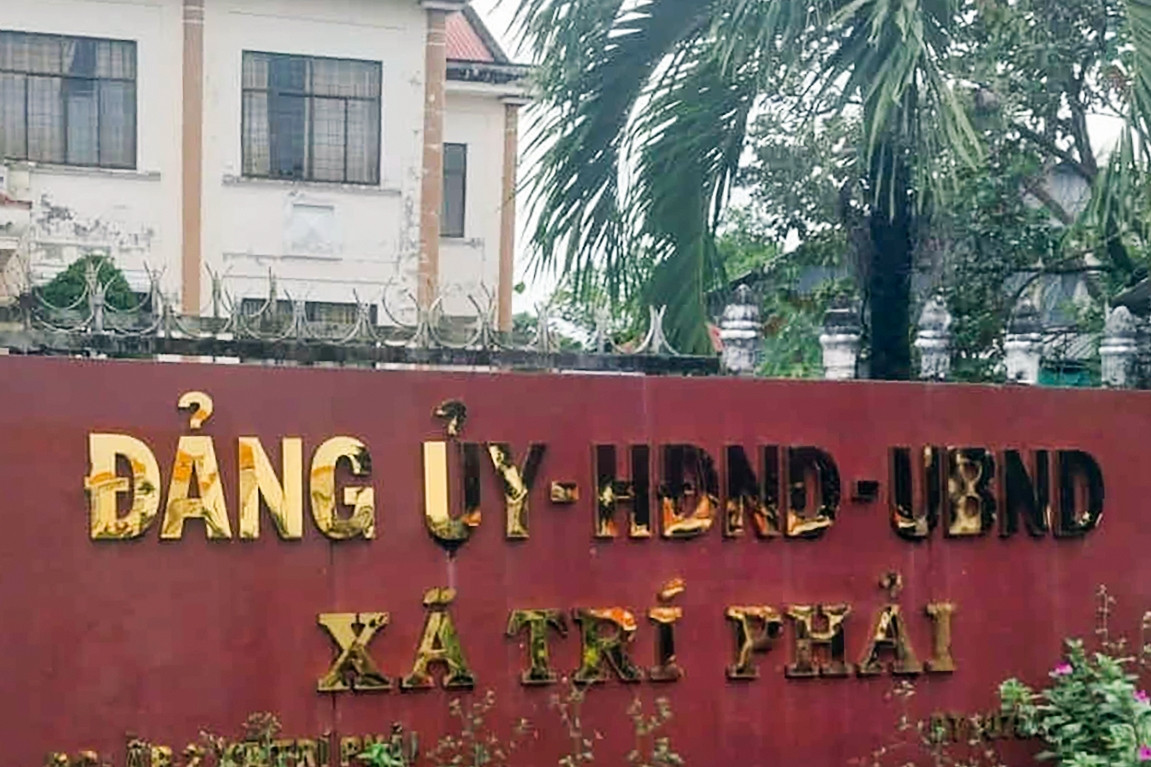 ĐẢNG ỦY-HĐND-UBND
XÃ TRÍ PHẢI